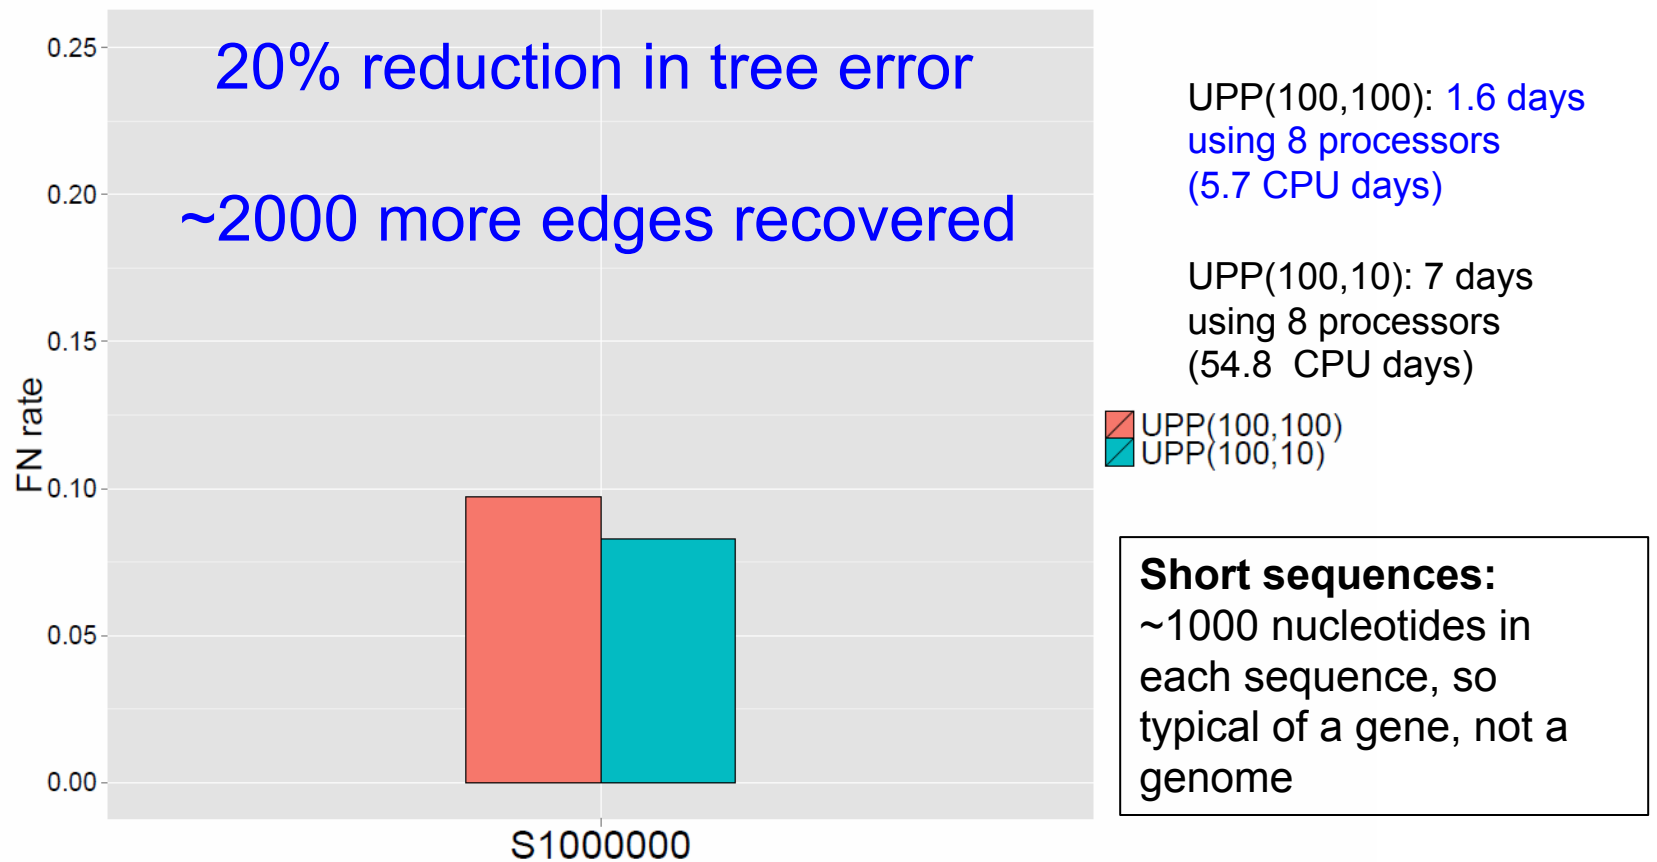 20% reduction in tree error
~2000 more edges recovered
FN rate
0.25
0.20
0.15
0.10
0.05
0.00
S1000000
UPP(100,100): 1.6 days
using 8 processors
(5.7 CPU days)
UPP(100,10): 7 days
using 8 processors
(54.8 CPU days)
UPP(100,100)
UPP(100,10)
Short sequences:
~1000 nucleotides in
each sequence, so
typical of a gene, not a
genome